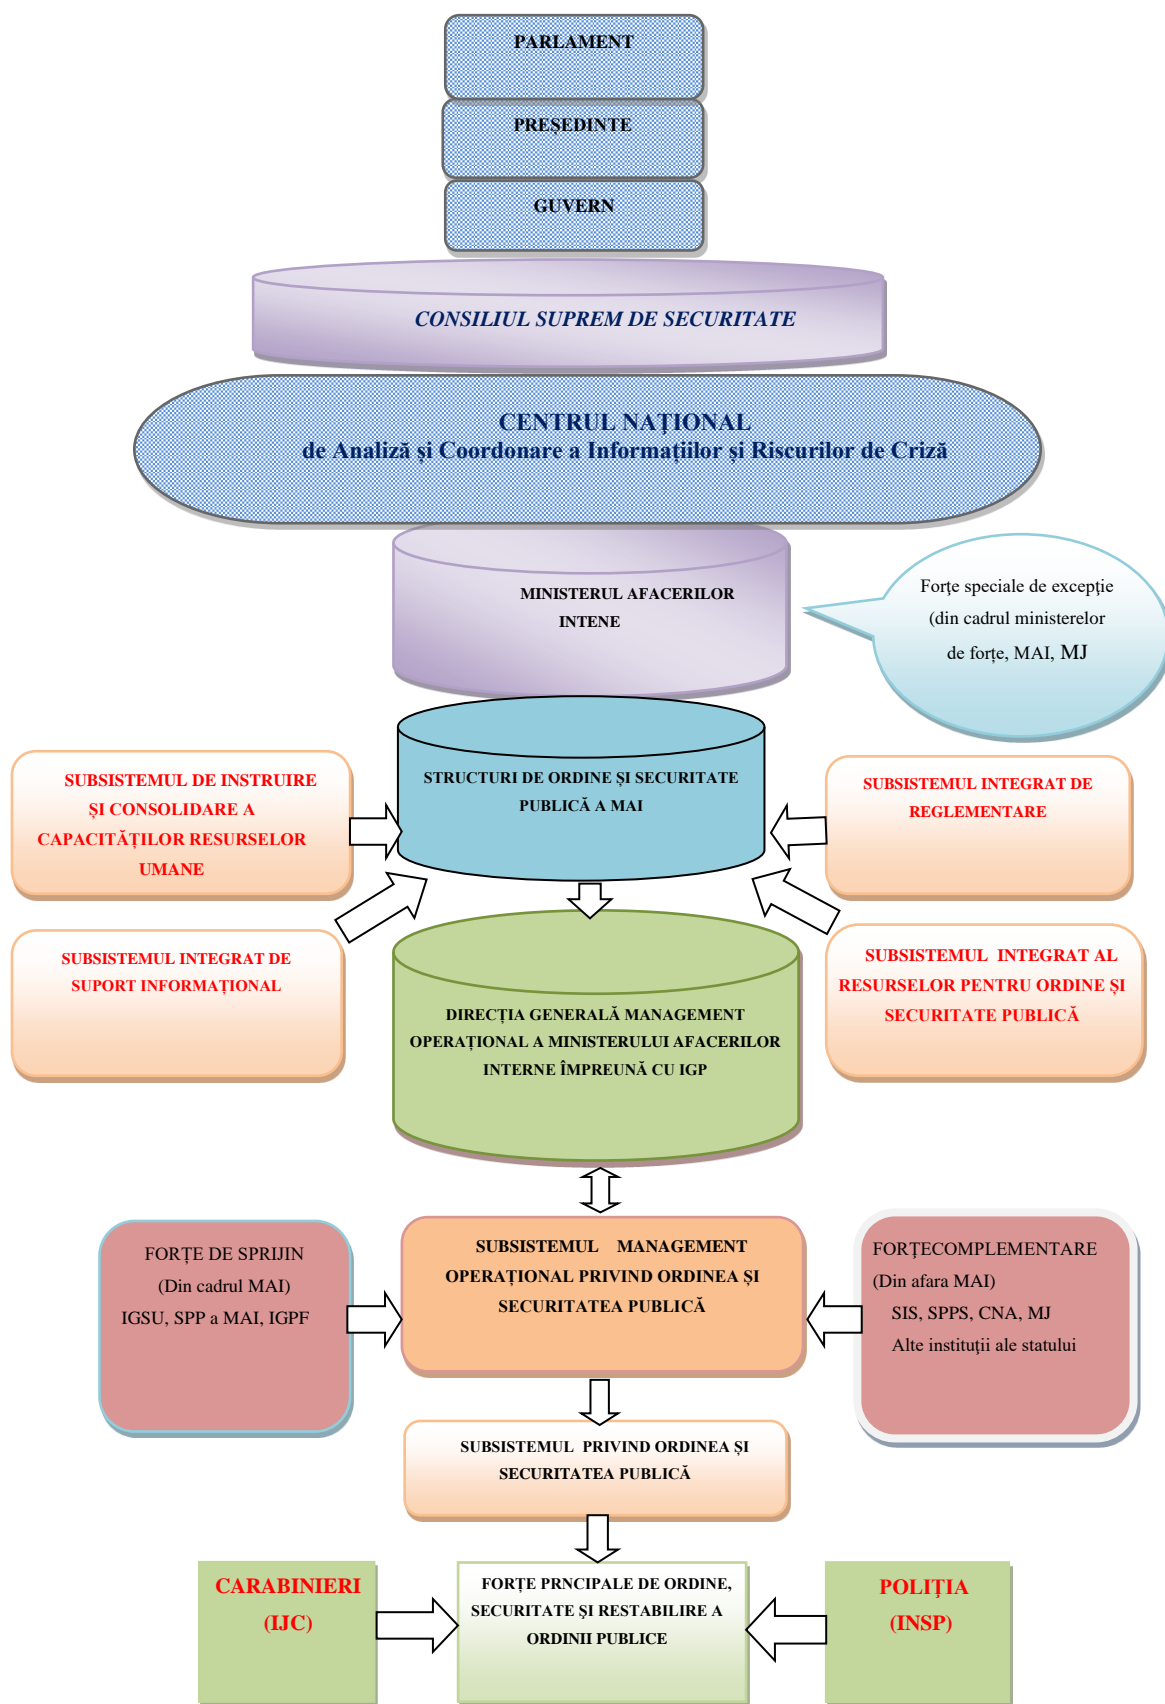 PARLAMENT
PREȘEDINTE
GUVERN
CONSILIUL SUPREM DE SECURITATE
CENTRUL NAȚIONAL
de Analiză și Coordonare a Informațiilor și Riscurilor de Criză
MINISTERUL AFACERILOR
INTENE
Forțe speciale de excepție
(din cadrul ministerelor
de forțe, MAI, MJ
STRUCTURI DE ORDINE ȘI SECURITATE
PUBLICĂ A MAI
SUBSISTEMUL DE INSTRUIRE
ȘI CONSOLIDARE A
CAPACITĂȚILOR RESURSELOR
UMANE
SUBSISTEMUL INTEGRAT DE
REGLEMENTARE
SUBSISTEMUL INTEGRAT DE
SUPORT INFORMAȚIONAL
SUBSISTEMUL INTEGRAT AL
RESURSELOR PENTRU ORDINE ȘI
SECURITATE PUBLICĂ
DIRECȚIA GENERALĂ MANAGEMENT
OPERAȚIONAL A MINISTERULUI AFACERILOR
INTERNE ÎMPREUNĂ CU IGP
FORȚE DE SPRIJIN
(Din cadrul MAI)
IGSU, SPP a MAI, IGPF
SUBSISTEMUL MANAGEMENT
OPERAȚIONAL PRIVIND ORDINEA ȘI
SECURITATEA PUBLICĂ
FORȚECOMPLEMENTARE
(Din afara MAI)
SIS, SPPS, CNA, MJ
Alte instituţii ale statului
SUBSISTEMUL PRIVIND ORDINEA ȘI
SECURITATEA PUBLICĂ
CARABINIERI
(IJC)
FORȚE PRNCIPALE DE ORDINE,
SECURITATE ŞI RESTABILIRE A
ORDINII PUBLICE
POLIŢIA
(INSP)